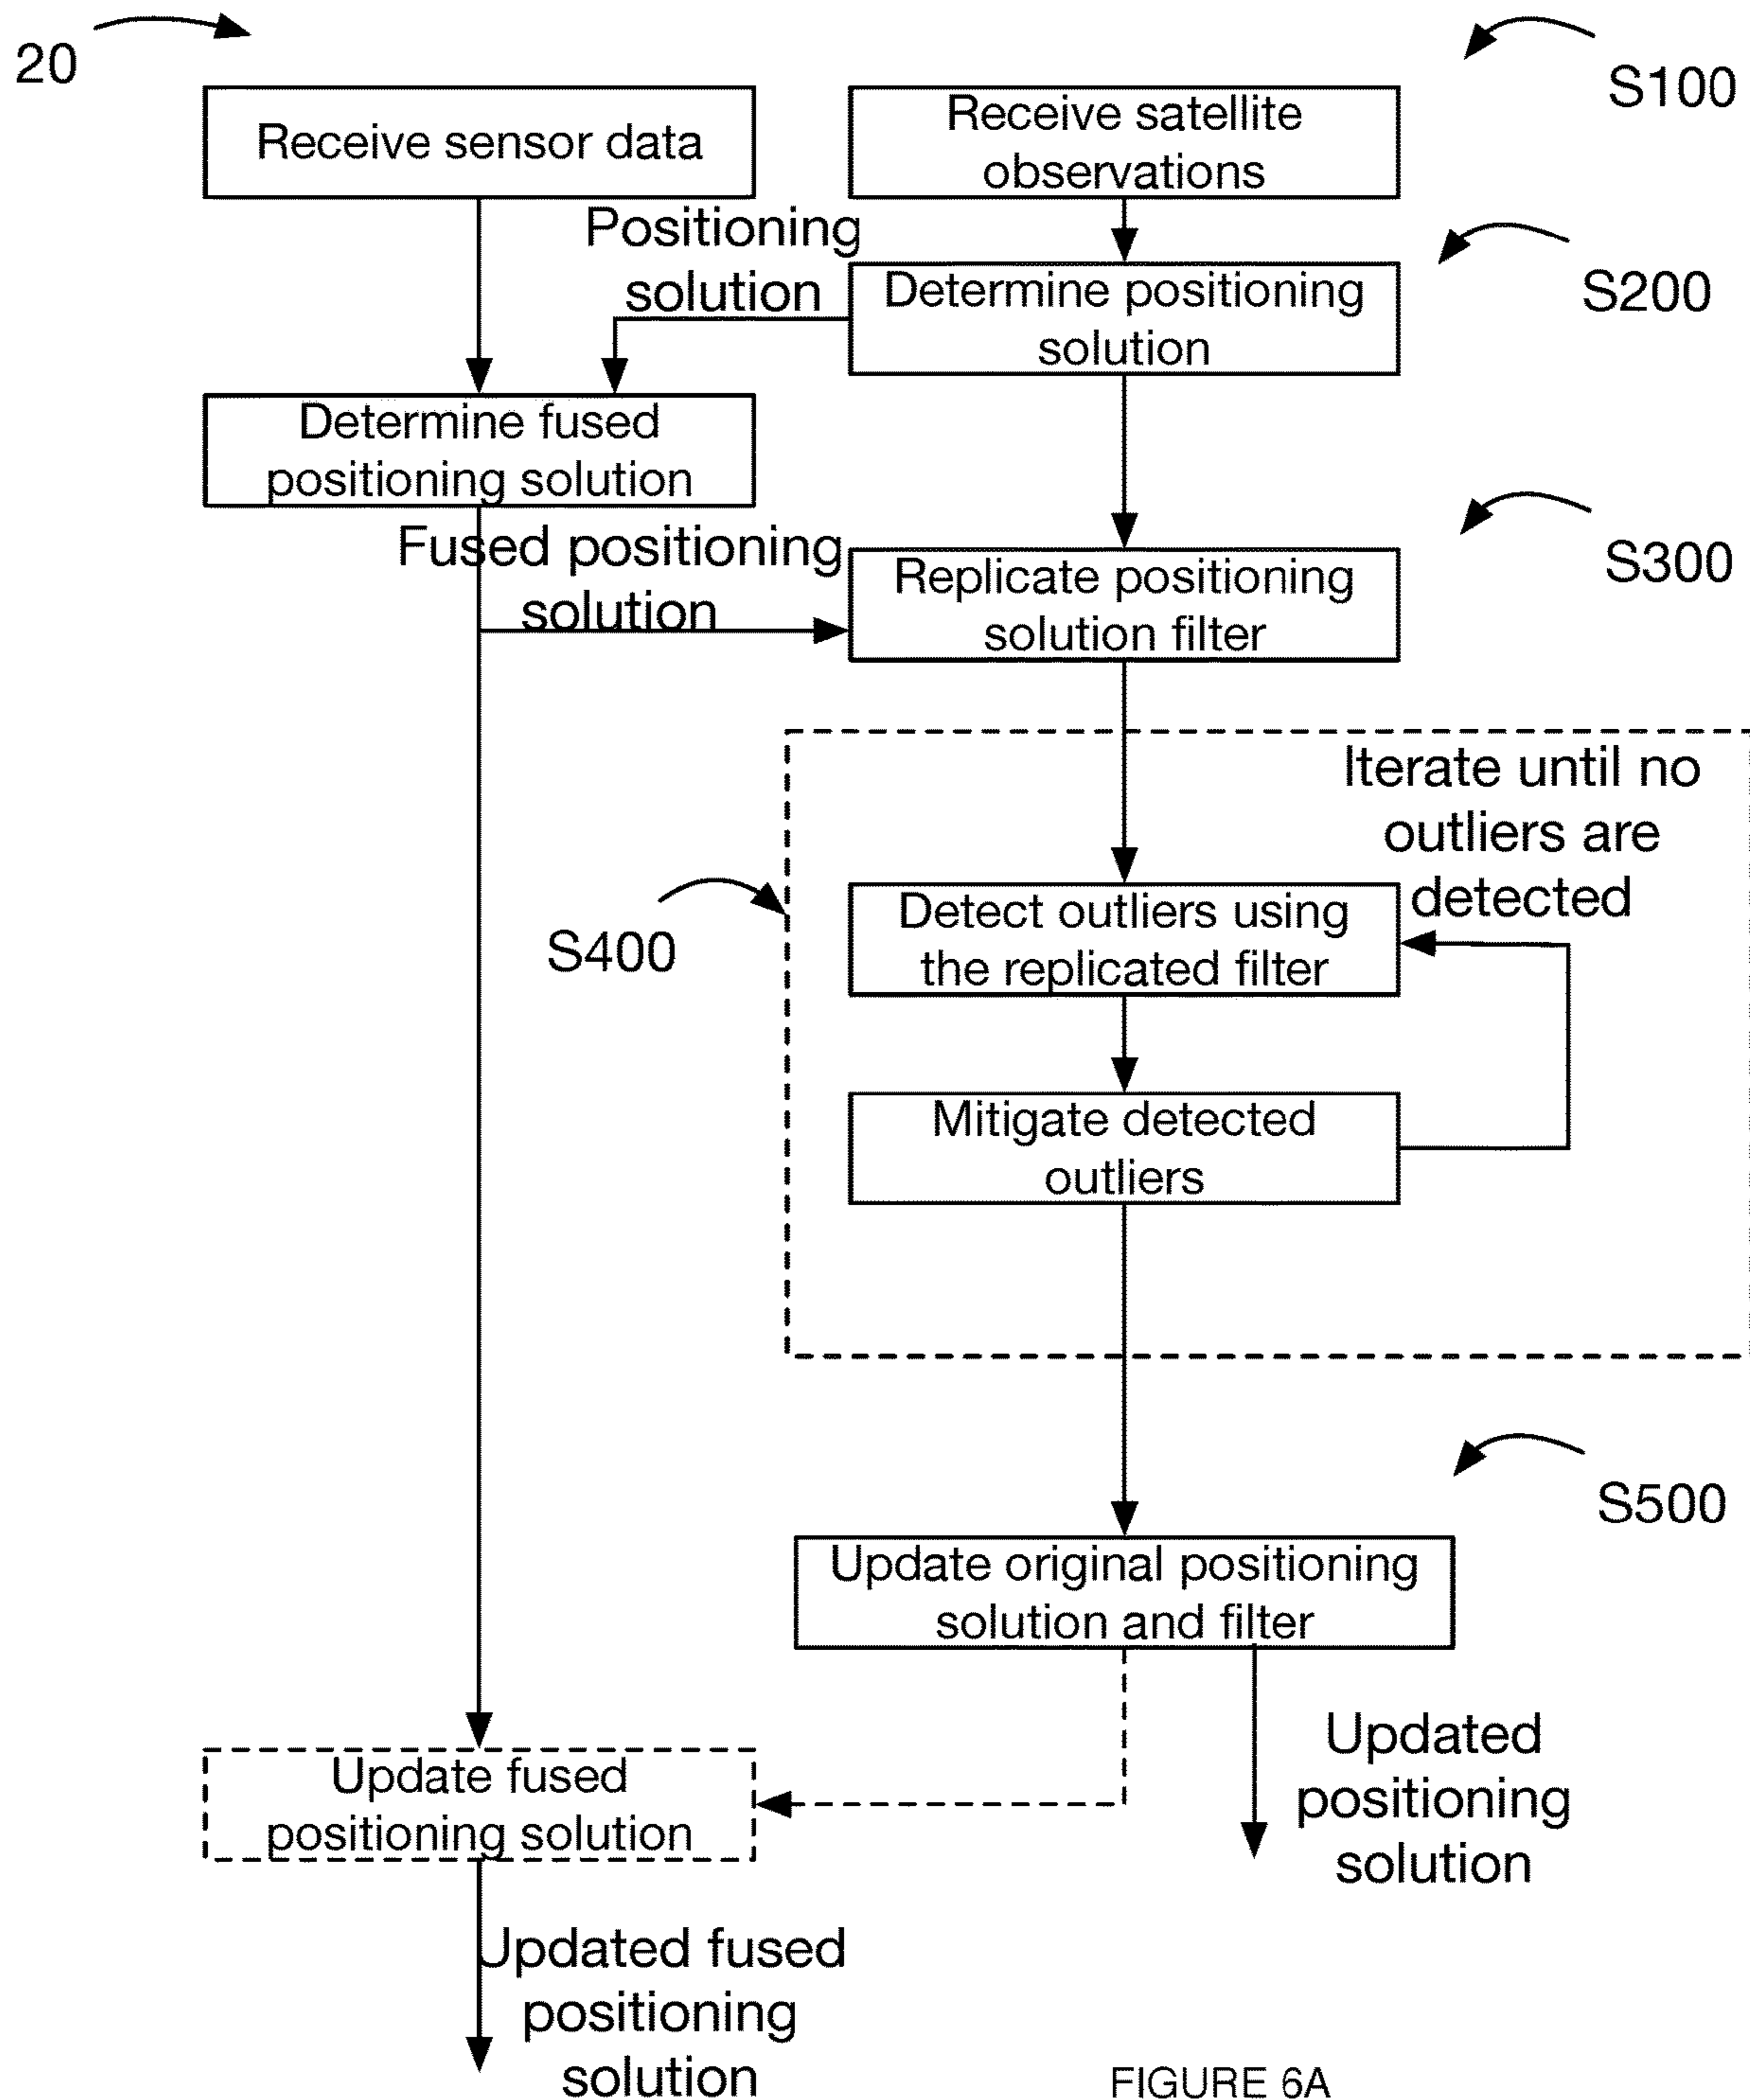 20
S100
Receive sensor data
Receive satellite
observations
Positioning
solution
S200
Determine positioning
solution
Determine fused
positioning solution
Fused positioning
solution
S300
Replicate positioning
solution filter
Iterate until no
outliers are
detected
S400
Detect outliers using
the replicated filter
Mitigate detected
outliers
S500
Update original positioning
solution and filter
Updated
positioning
solution
Update fused
positioning solution
Updated fused
positioning
solution
FIGURE 6A